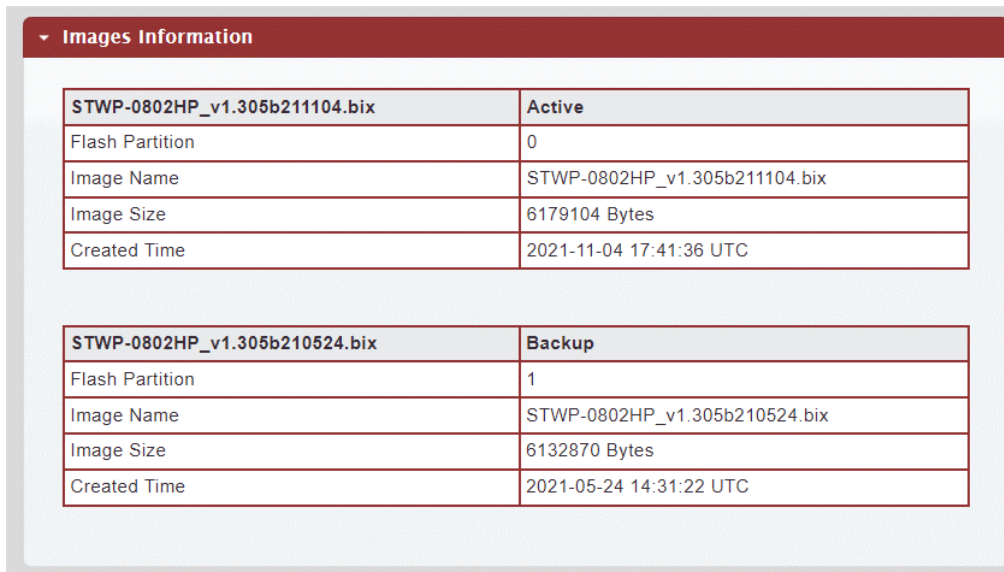 Images Information
STWP-0802HP_v1.305b211104.bix Active
Flash Partition 0
Image Name STWP-0802HP_v1.305b211104.bix
Image Size 6179104 Bytes
Created Time 2021-11-04 17:41:36 UTC
STWP-0802HP_v1.305b210524.bix Backup
Flash Partition 1
Image Name STWP-0802HP_v1.305b210524.bix
Image Size 6132870 Bytes
Created Time 2021-05-24 14:31:22 UTC